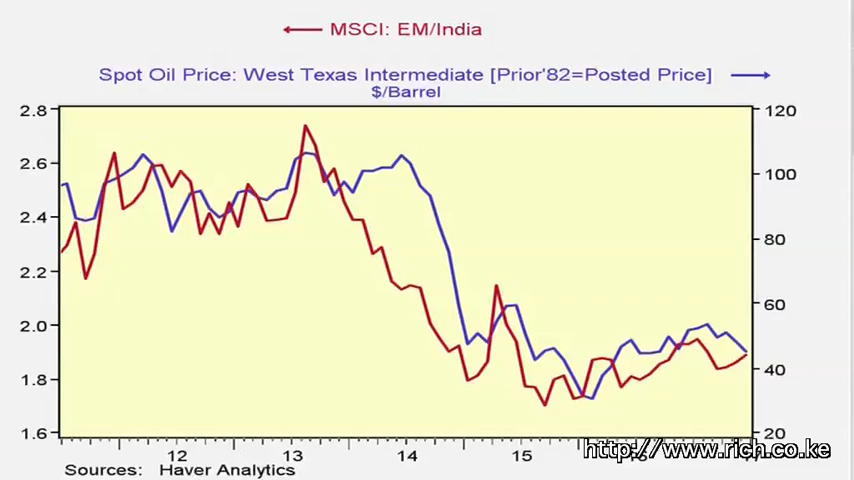 MSCI: EM/India
Spot Oil Price: West Texas Intermediate [Prior'82=Posted Price]
$/Barrel
2.8 120
2.6 100
2.4 80
2.2
2.0 60
1.8 40
1.6 20
12 13 14 15
http://www.rich.co.ke
Sources: Haver Analytics